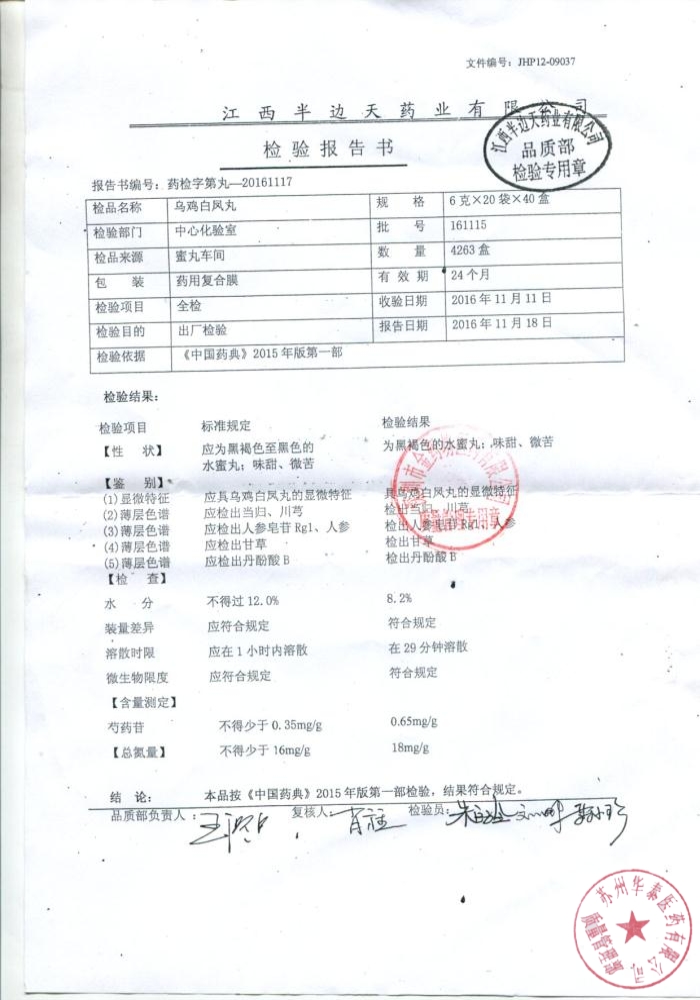 文件编号：JHP12-09037
江西半边天药业有限公司
检验报告书
江西半边天药业有限公司
品质部
检验专用章
报告书编号：药检字第丸—20161117
检品名称 乌鸡白凤丸 规 格 6克×20袋×40盒
检验部门 中心化验室 批 号 161115
检品来源 蜜丸车间 数 量 4263盒
包 装 药用复合膜 有效期 24个月
检验项目 全检 收验日期 2016年11月11日
检验目的 出厂检验 报告日期 2016年11月18日
检验依据 《中国药典》2015年版第一部
检验结果：
检验项目 标准规定 检验结果
【性 状】 应为黑褐色至黑色的 为黑褐色的水蜜丸；味甜、微苦
水蜜丸；味甜、微苦
【鉴 别】
(1)显微特征 应具乌鸡白凤丸的显微特征 具乌鸡白凤丸的显微特征
(2)薄层色谱 应检出当归、川芎 检出当归、川芎
(3)薄层色谱 应检出人参皂苷Rg1、人参 检出人参皂苷Rg1、人参
(4)薄层色谱 应检出甘草 检出甘草
(5)薄层色谱 应检出丹酚酸B 检出丹酚酸B
【检 查】
水 分 不得过12.0% 8.2%
装量差异 应符合规定 符合规定
溶散时限 应在1小时内溶散 在29分钟溶散
微生物限度 应符合规定 符合规定
【含量测定】
芍药苷 不得少于0.35mg/g 0.65mg/g
【总氮量】 不得少于16mg/g 18mg/g
结 论： 本品按《中国药典》2015年版第一部检验，结果符合规定。
品质部负责人： 复核人： 检验员：
苏州华泰医药有限公司
质量管理部